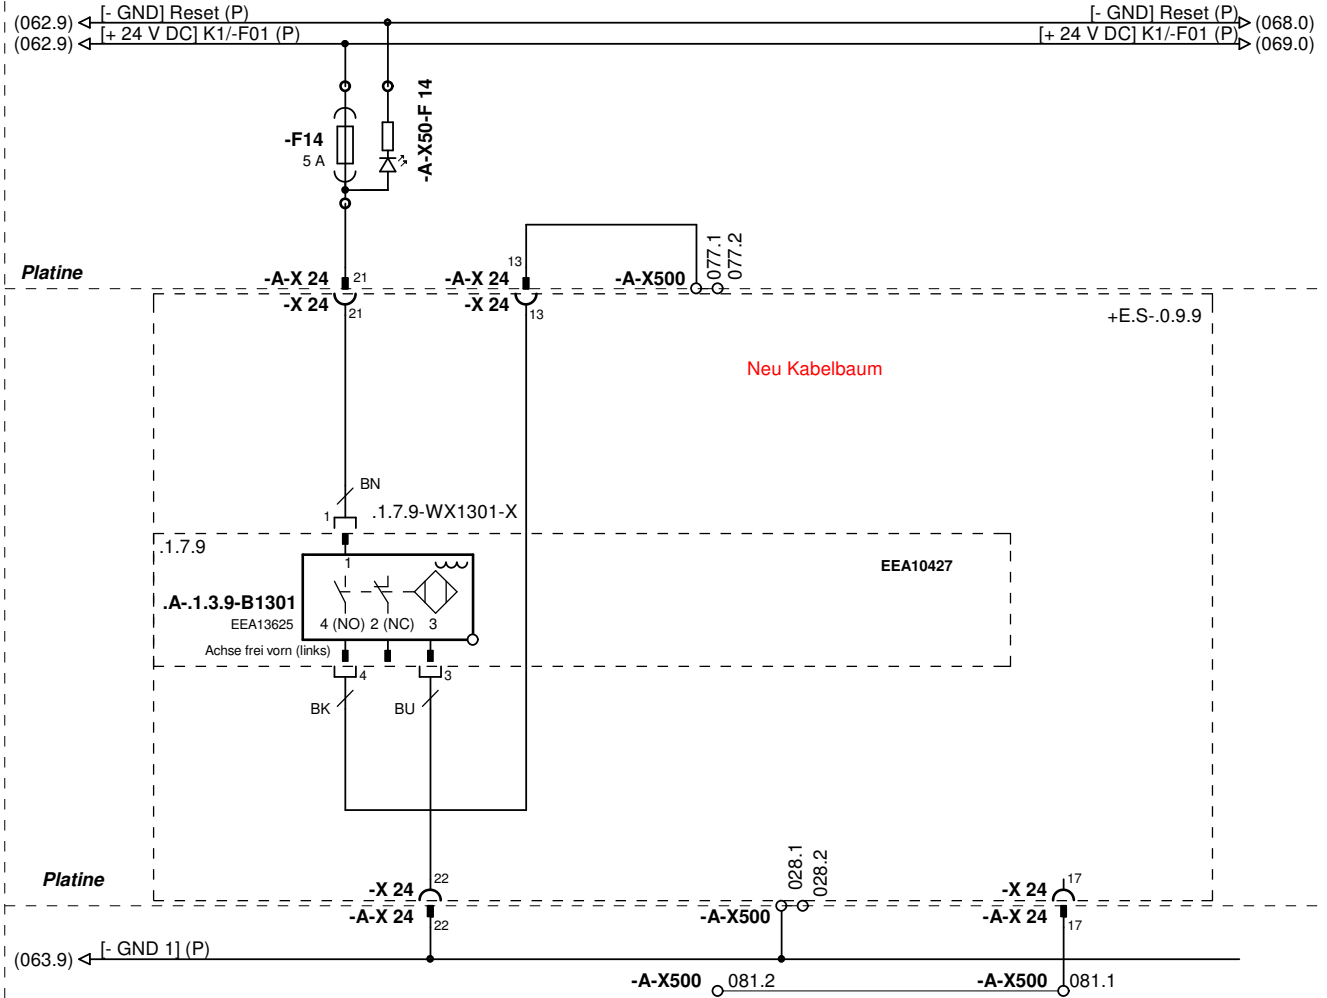 (062.9) [- GND] Reset (P) [- GND] Reset (P) (068.0)
(062.9) [+ 24 V DC] K1/-F01 (P) [+ 24 V DC] K1/-F01 (P) (069.0)
-F14
5 A
-A-X50-F 14
Platine
-A-X 24 21
-X 24 21
13
-A-X 24
-X 24 13
-A-X500
077.1
077.2
+E.S-.0.9.9
Neu Kabelbaum
BN
1 .1.7.9-WX1301-X
.1.7.9
1
EEA10427
.A-.1.3.9-B1301
EEA13625
4 (NO) 2 (NC) 3
Achse frei vorn (links)
4 3
BK BU
Platine
22
-X 24
-A-X 24
22
028.1
028.2
-A-X500
17
-X 24
-A-X 24
17
(063.9) [- GND 1] (P)
-A-X500 081.2 -A-X500 081.1